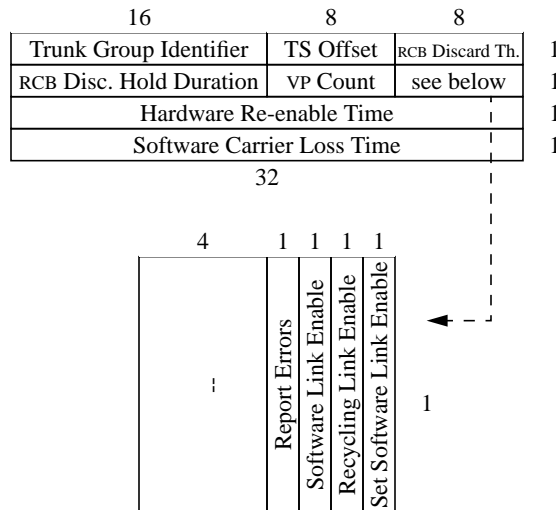 16 8 8
Trunk Group Identifier TS Offset RCB Discard Th. 1
RCB Disc. Hold Duration VP Count see below 1
Hardware Re-enable Time 1
Software Carrier Loss Time 1
32
4 1 1 1 1
Report Errors
Software Link Enable
Recycling Link Enable
Set Software Link Enable
1